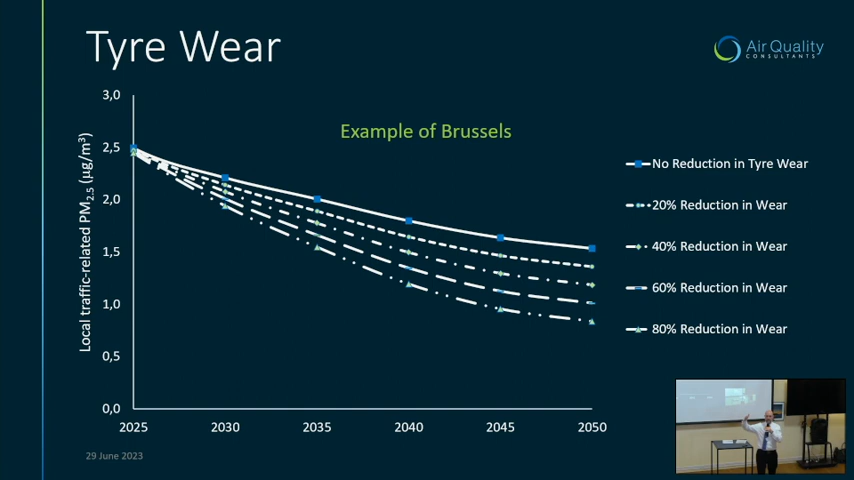 Tyre Wear
Air Quality
CONSULTANTS
Example of Brussels
Local traffic-related PM2.5 (µg/m³)
3,0
2,5
2,0
1,5
1,0
0,5
0,0
2025 2030 2035 2040 2045 2050
No Reduction in Tyre Wear
20% Reduction in Wear
40% Reduction in Wear
60% Reduction in Wear
80% Reduction in Wear
29 June 2023